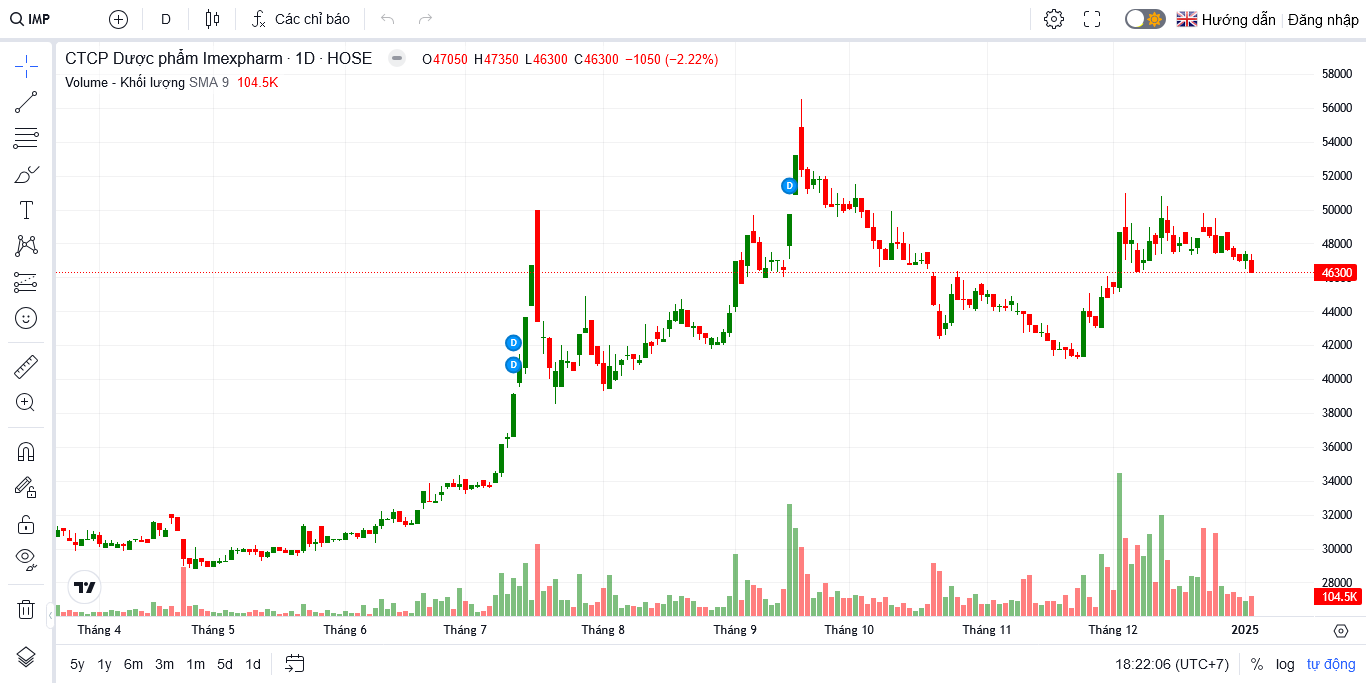 IMP D Các chỉ báo Hướng dẫn Đăng nhập
CTCP Dược phẩm Imexpharm · 1D · HOSE O47050 H47350 L46300 C46300 −1050 (−2.22%)
Volume - Khối lượng SMA 9 104.5K
58000
56000
54000
52000
50000
48000
46300
44000
42000
40000
38000
36000
34000
32000
30000
28000
104.5K
D
D
D
Tháng 4 Tháng 5 Tháng 6 Tháng 7 Tháng 8 Tháng 9 Tháng 10 Tháng 11 Tháng 12 2025
5y 1y 6m 3m 1m 5d 1d 18:22:06 (UTC+7) % log tự động